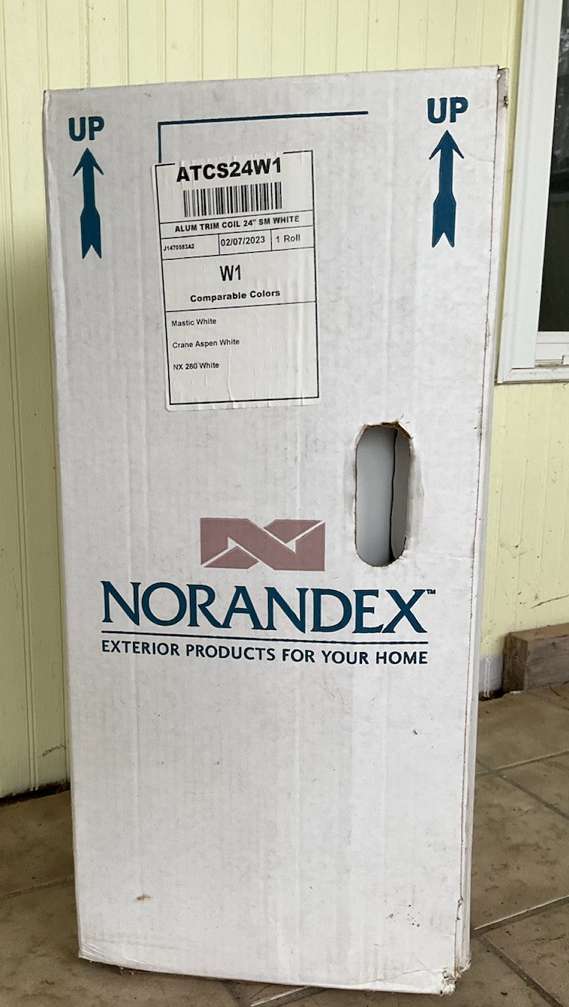 UP
UP
ATCS24W1
ALUM TRIM COIL 24" SM WHITE
J1470583A2 02/07/2023 1 Roll
W1
Comparable Colors
Mastic White
Crane Aspen White
NX 280 White
NORANDEX™
EXTERIOR PRODUCTS FOR YOUR HOME